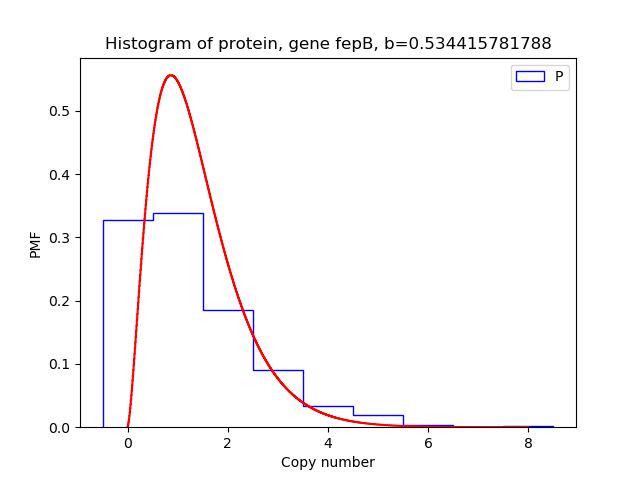 Histogram of protein, gene fepB, b=0.534415781788
P
0.5
0.4
0.3
0.2
0.1
0.0
PMF
0 2 4 6 8
Copy number